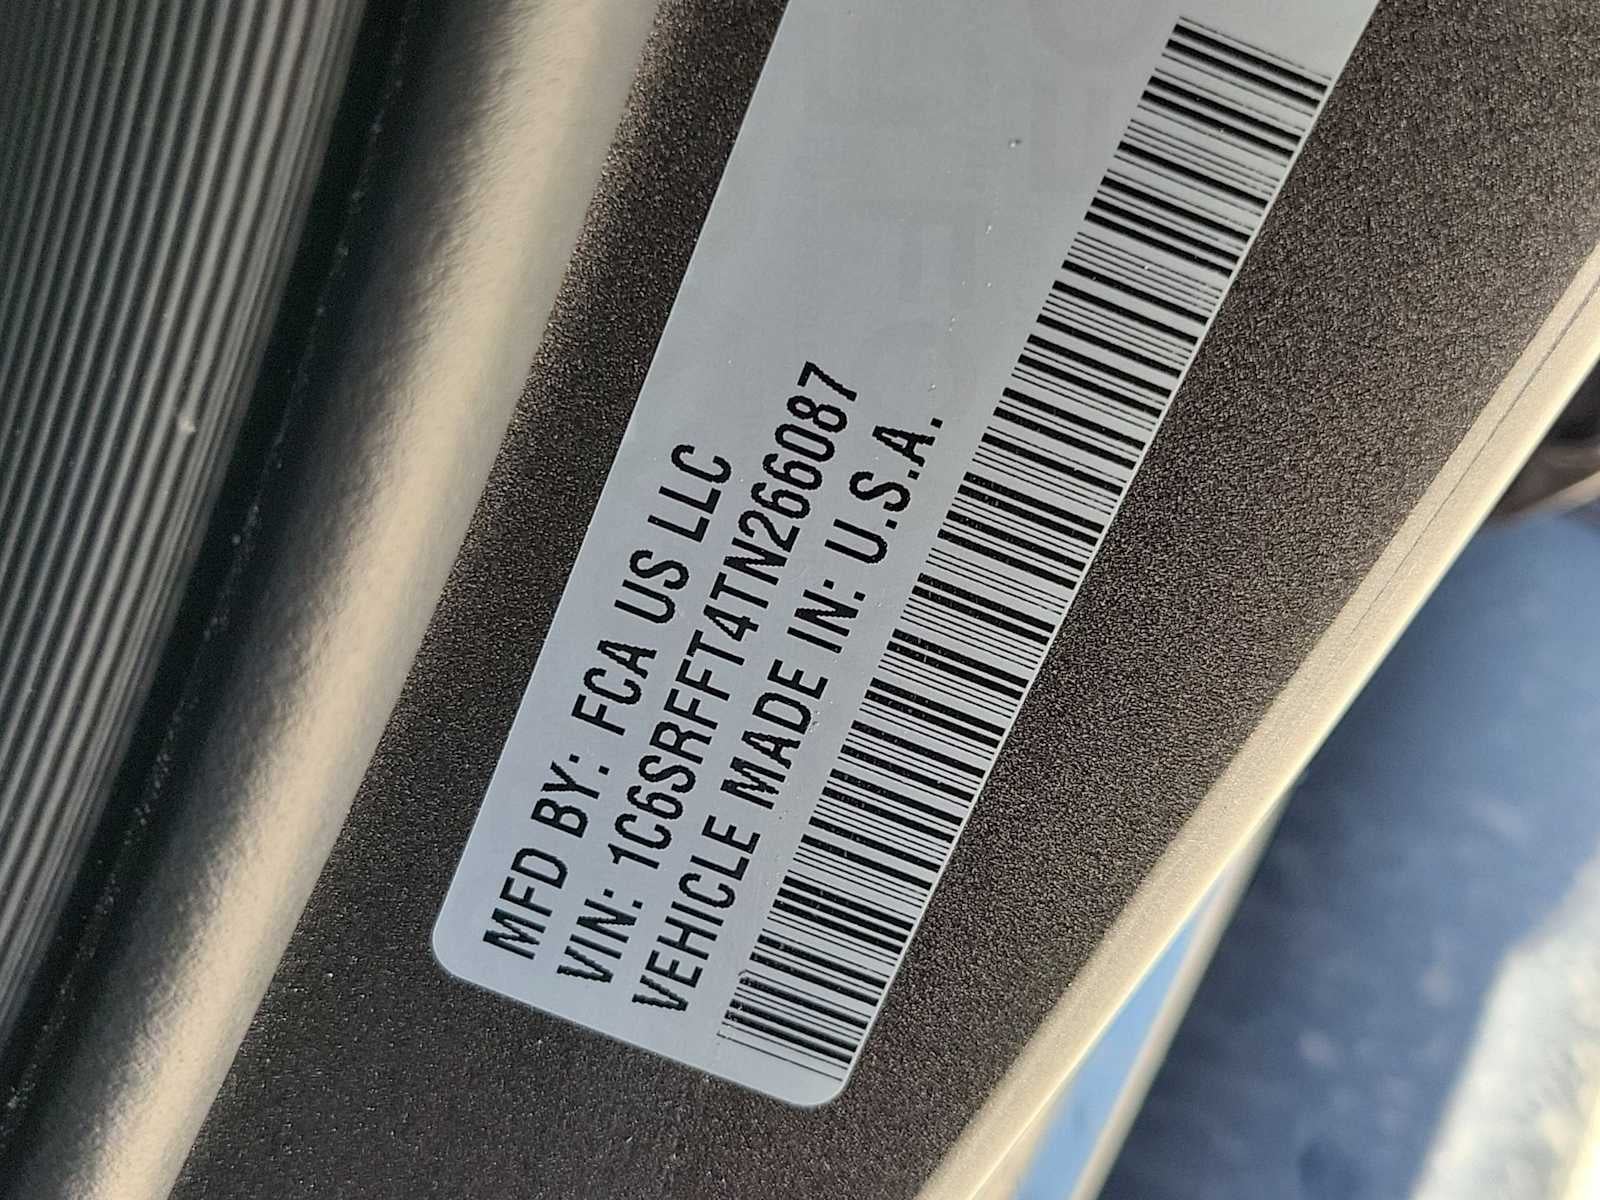 MFD BY: FCA US LLC
VIN: 1C6SRFFT4TN266087
VEHICLE MADE IN: U.S.A.